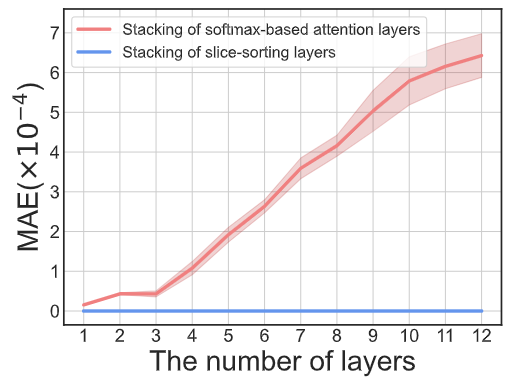 Stacking of softmax-based attention layers
Stacking of slice-sorting layers
MAE(×10⁻⁴)
7
6
5
4
3
2
1
0
1 2 3 4 5 6 7 8 9 10 11 12
The number of layers